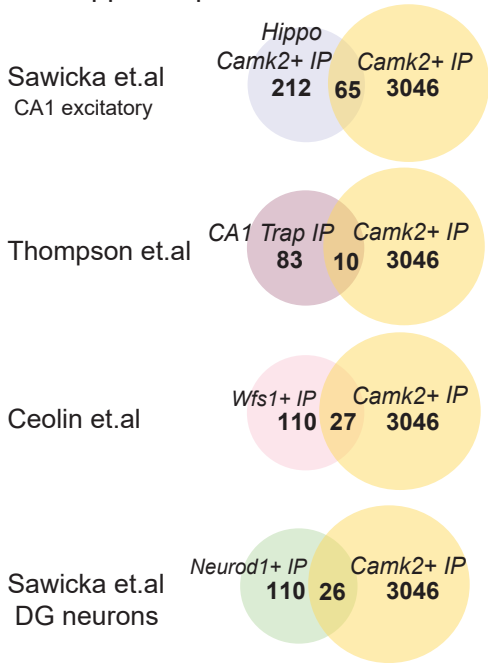 Hippo
Camk2+ IP
Camk2+ IP
Sawicka et.al
CA1 excitatory
212
65
3046
CA1 Trap IP
Camk2+ IP
Thompson et.al
83
10
3046
Wfs1+ IP
Camk2+ IP
Ceolin et.al
110
27
3046
Neurod1+ IP
Camk2+ IP
Sawicka et.al
DG neurons
110
26
3046